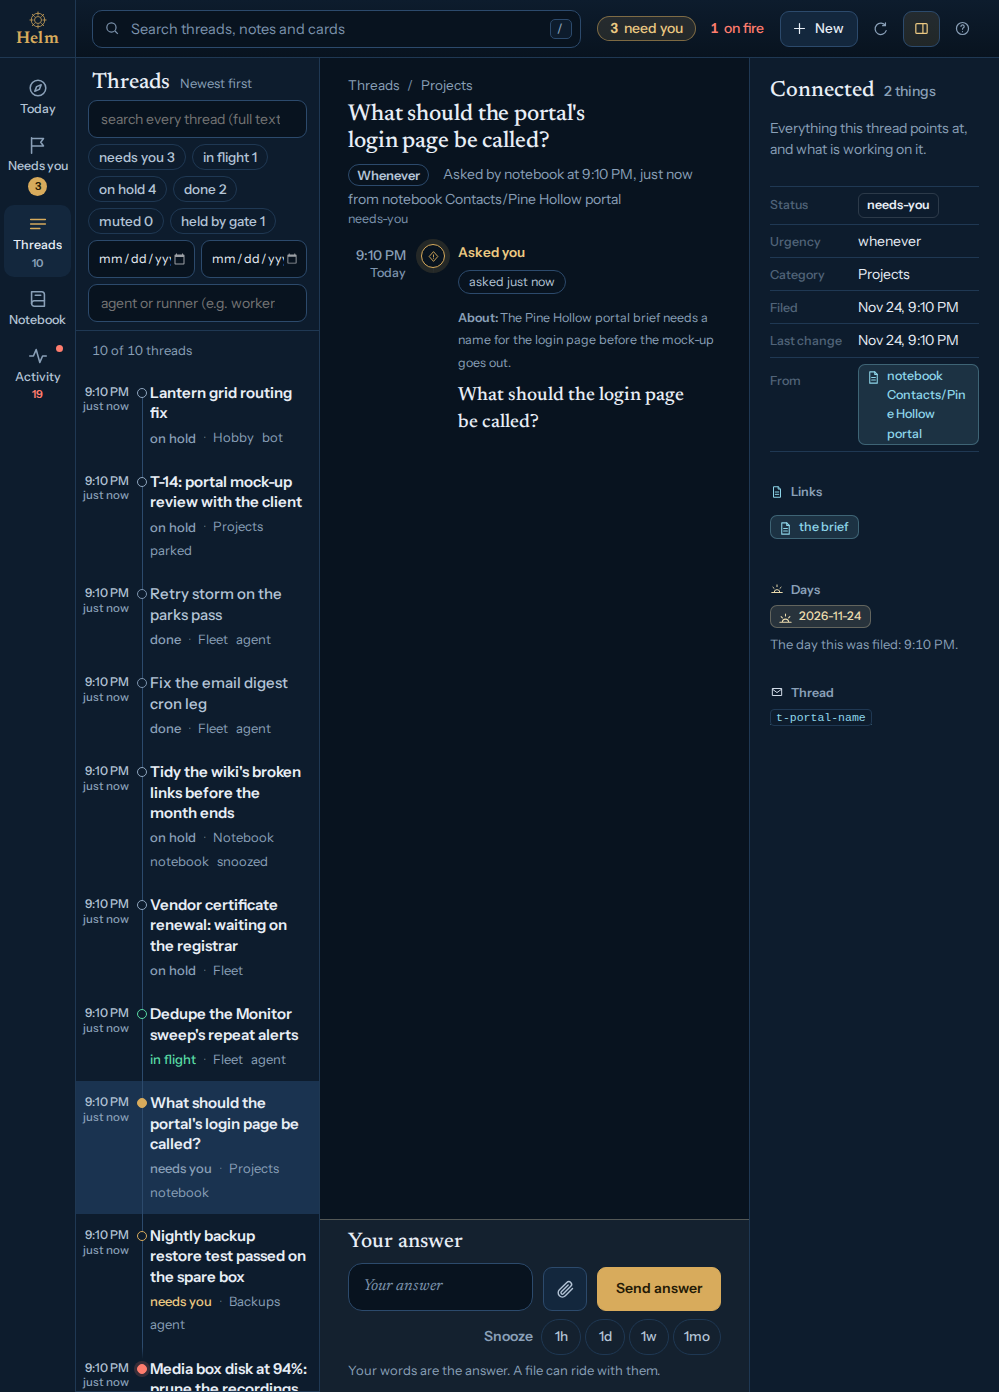 Helm
Search threads, notes and cards
/
3 need you
1 on fire
New
Today
Needs you
3
Threads
10
Notebook
Activity
19
Threads Newest first
search every thread (full text
needs you 3
in flight 1
on hold 4
done 2
muted 0
held by gate 1
mm/dd/yy
mm/dd/yy
agent or runner (e.g. worker
10 of 10 threads
9:10 PM
just now
Lantern grid routing
fix
on hold · Hobby bot
9:10 PM
just now
T-14: portal mock-up
review with the client
on hold · Projects
parked
9:10 PM
just now
Retry storm on the
parks pass
done · Fleet agent
9:10 PM
just now
Fix the email digest
cron leg
done · Fleet agent
9:10 PM
just now
Tidy the wiki's broken
links before the
month ends
on hold · Notebook
notebook snoozed
9:10 PM
just now
Vendor certificate
renewal: waiting on
the registrar
on hold · Fleet
9:10 PM
just now
Dedupe the Monitor
sweep's repeat alerts
in flight · Fleet agent
9:10 PM
just now
What should the
portal's login page be
called?
needs you · Projects
notebook
9:10 PM
just now
Nightly backup
restore test passed on
the spare box
needs you · Backups
agent
9:10 PM
just now
Media box disk at 94%:
prune the recordings
Threads / Projects
What should the portal's
login page be called?
Whenever Asked by notebook at 9:10 PM, just now
from notebook Contacts/Pine Hollow portal
needs-you
9:10 PM
Today
Asked you
asked just now
About: The Pine Hollow portal brief needs a
name for the login page before the mock-up
goes out.
What should the login page
be called?
Your answer
Your answer
Send answer
Snooze
1h
1d
1w
1mo
Your words are the answer. A file can ride with them.
Connected 2 things
Everything this thread points at,
and what is working on it.
Status needs-you
Urgency whenever
Category Projects
Filed Nov 24, 9:10 PM
Last change Nov 24, 9:10 PM
From notebook
Contacts/Pin
e Hollow
portal
Links
the brief
Days
2026-11-24
The day this was filed: 9:10 PM.
Thread
t-portal-name